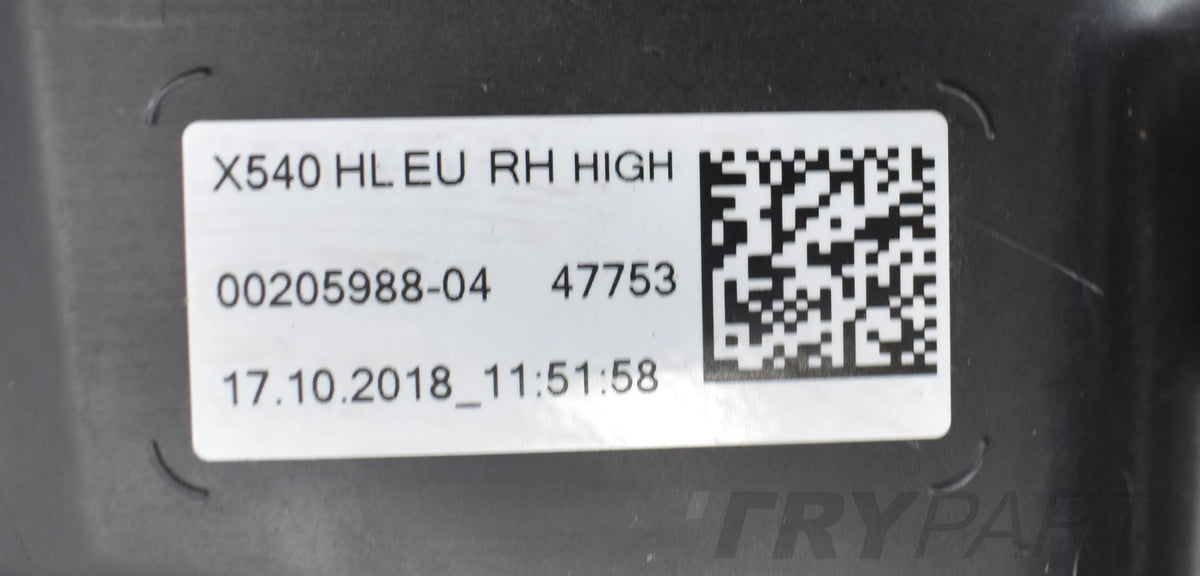 X540 HL EU RH HIGH
00205988-04 47753
17.10.2018_11:51:58
TRYPART